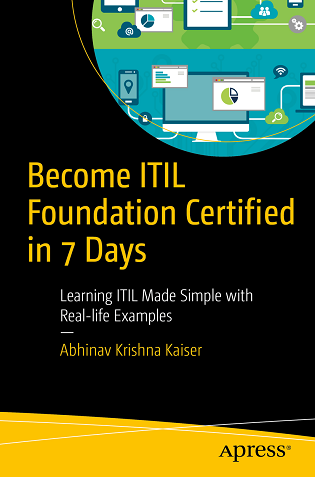 Become ITIL
Foundation Certified
in 7 Days
Learning ITIL Made Simple with
Real-life Examples
—
Abhinav Krishna Kaiser
Apress®